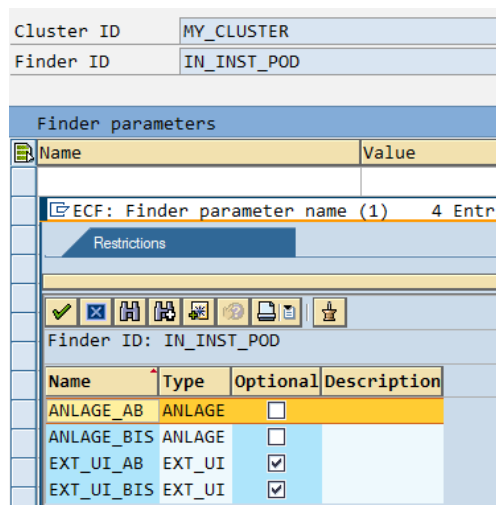 Cluster ID MY_CLUSTER
Finder ID IN_INST_POD
Finder parameters
Name Value
ECF: Finder parameter name (1) 4 Entr
Restrictions
Finder ID: IN_INST_POD
Name Type Optional Description
ANLAGE_AB ANLAGE
ANLAGE_BIS ANLAGE
EXT_UI_AB EXT_UI
EXT_UI_BIS EXT_UI